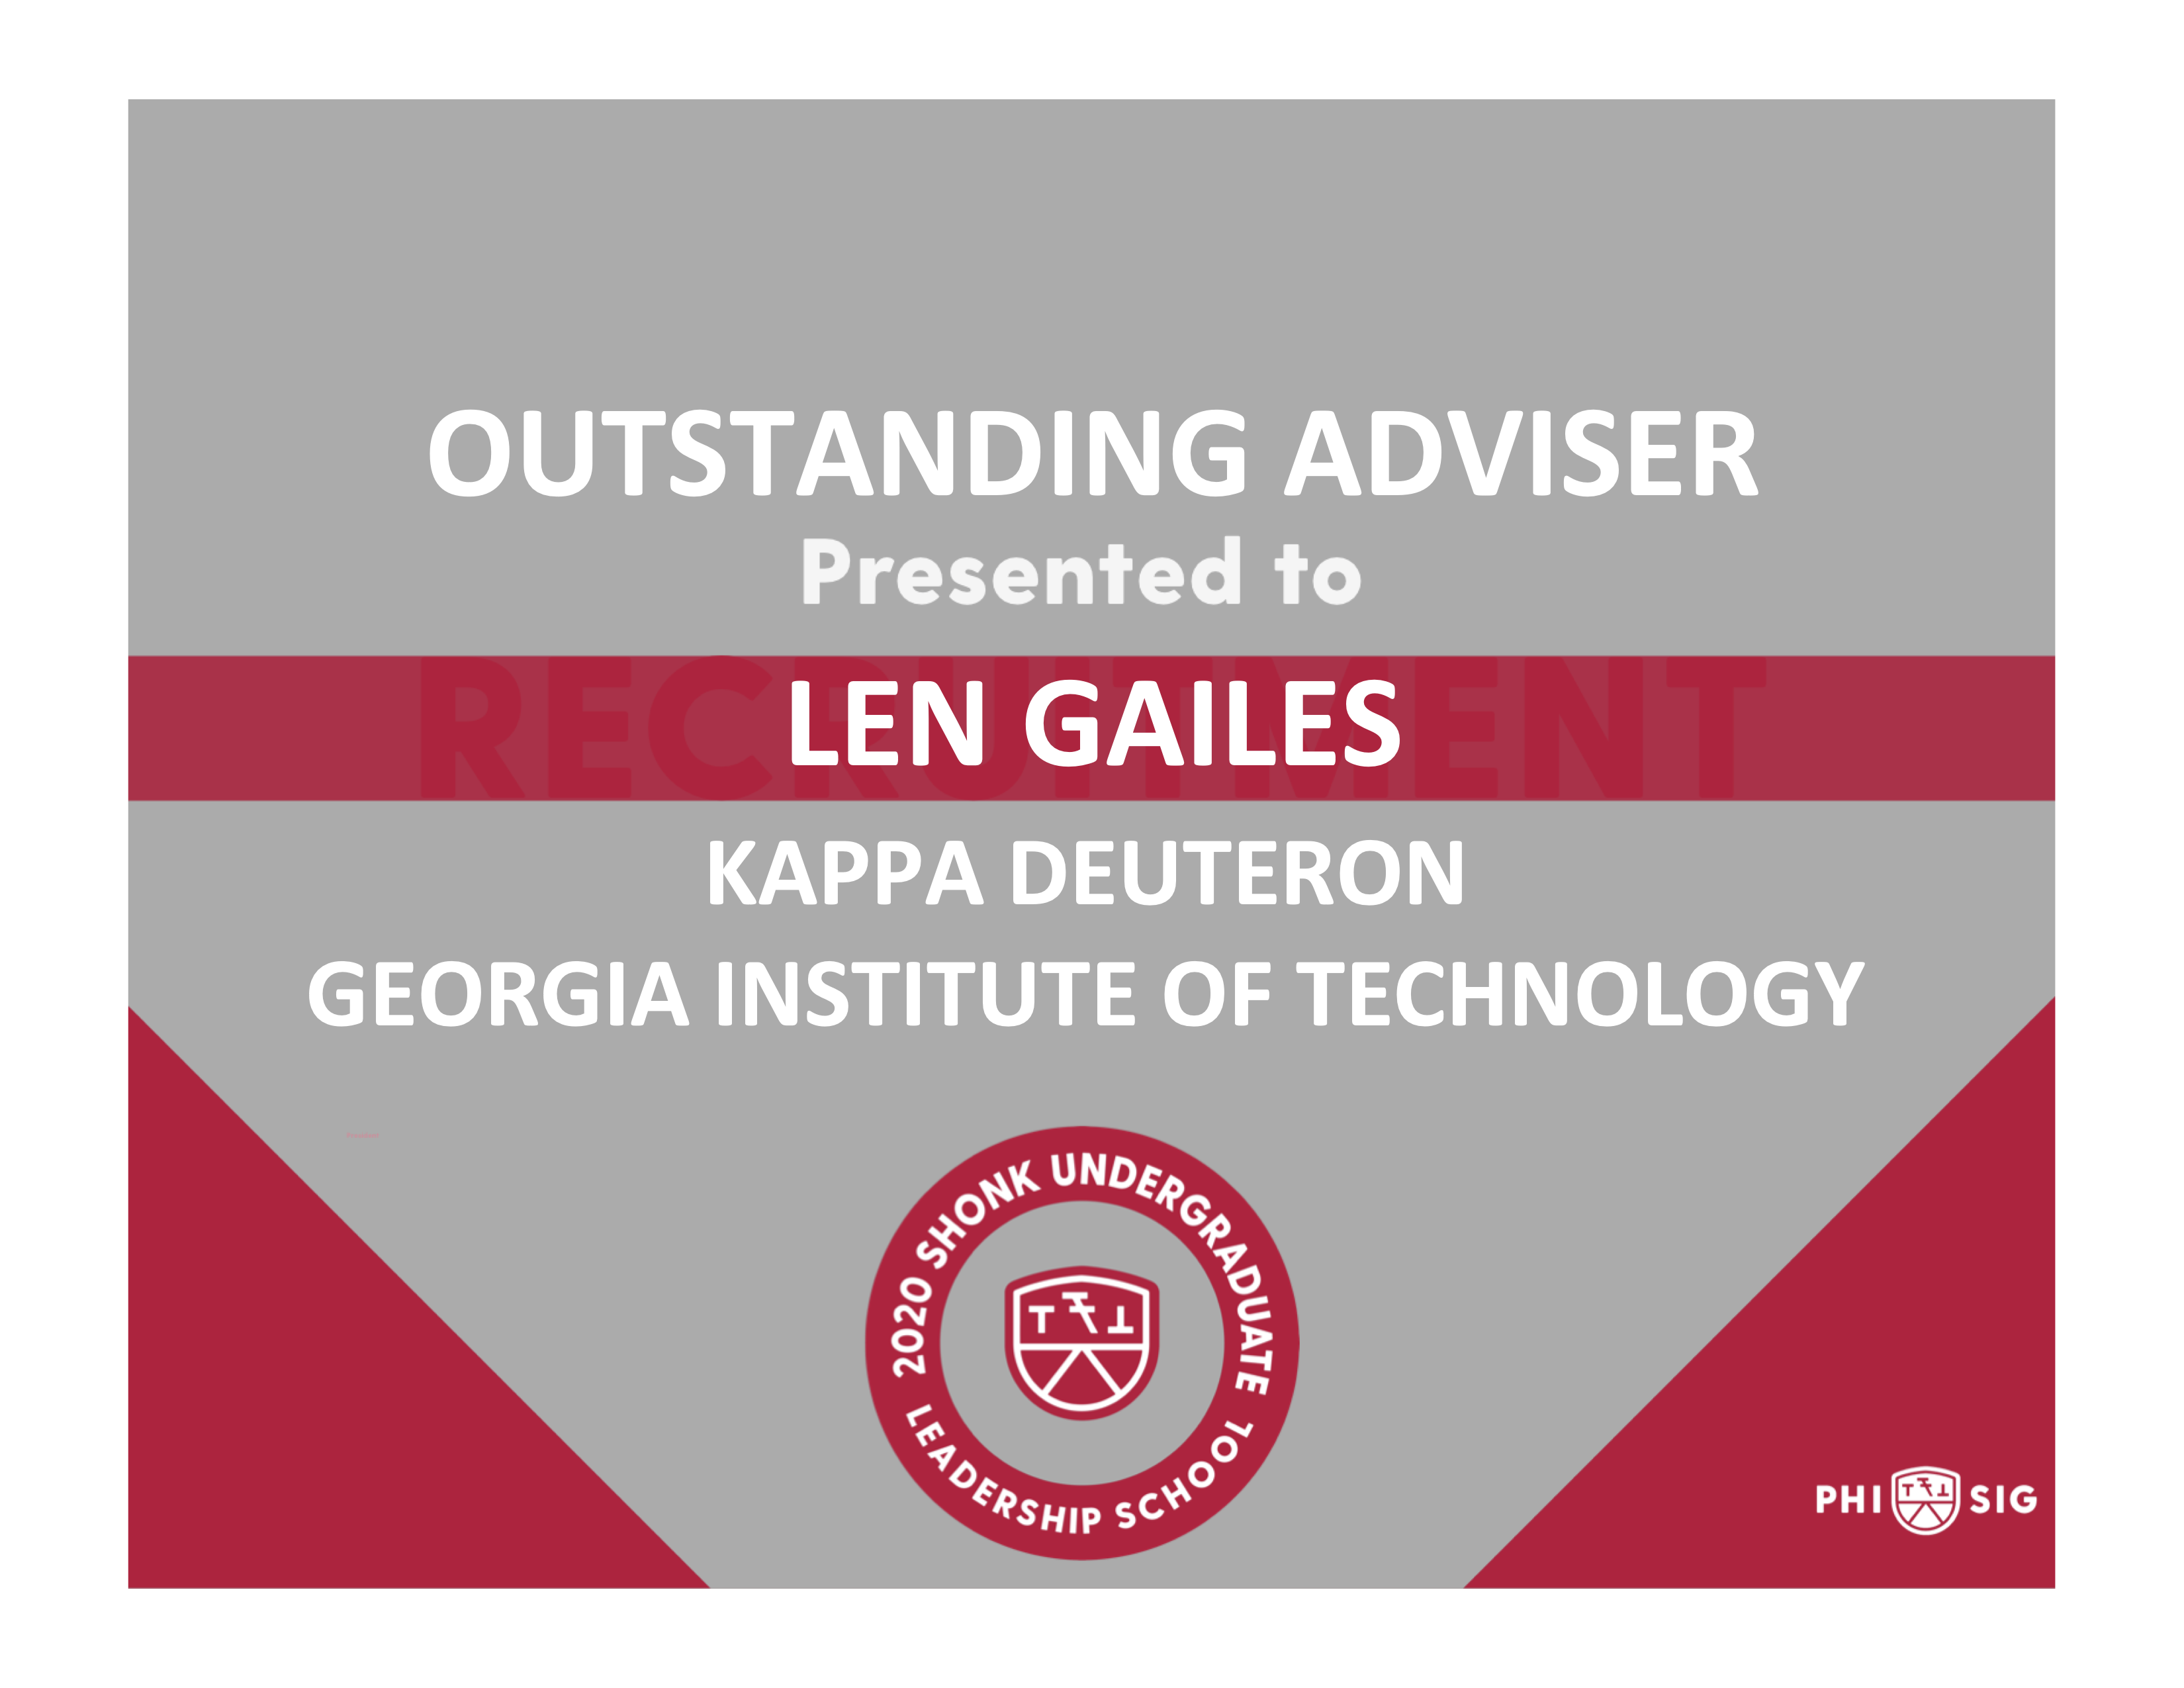 OUTSTANDING ADVISER
Presented to
RECRUITMENT
LEN GAILES
KAPPA DEUTERON
GEORGIA INSTITUTE OF TECHNOLOGY
2020 SHONK UNDERGRADUATE
LEADERSHIP SCHOOL
PHI SIG